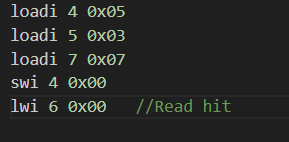 loadi 4 0x05
loadi 5 0x03
loadi 7 0x07
swi 4 0x00
lwi 6 0x00   //Read hit